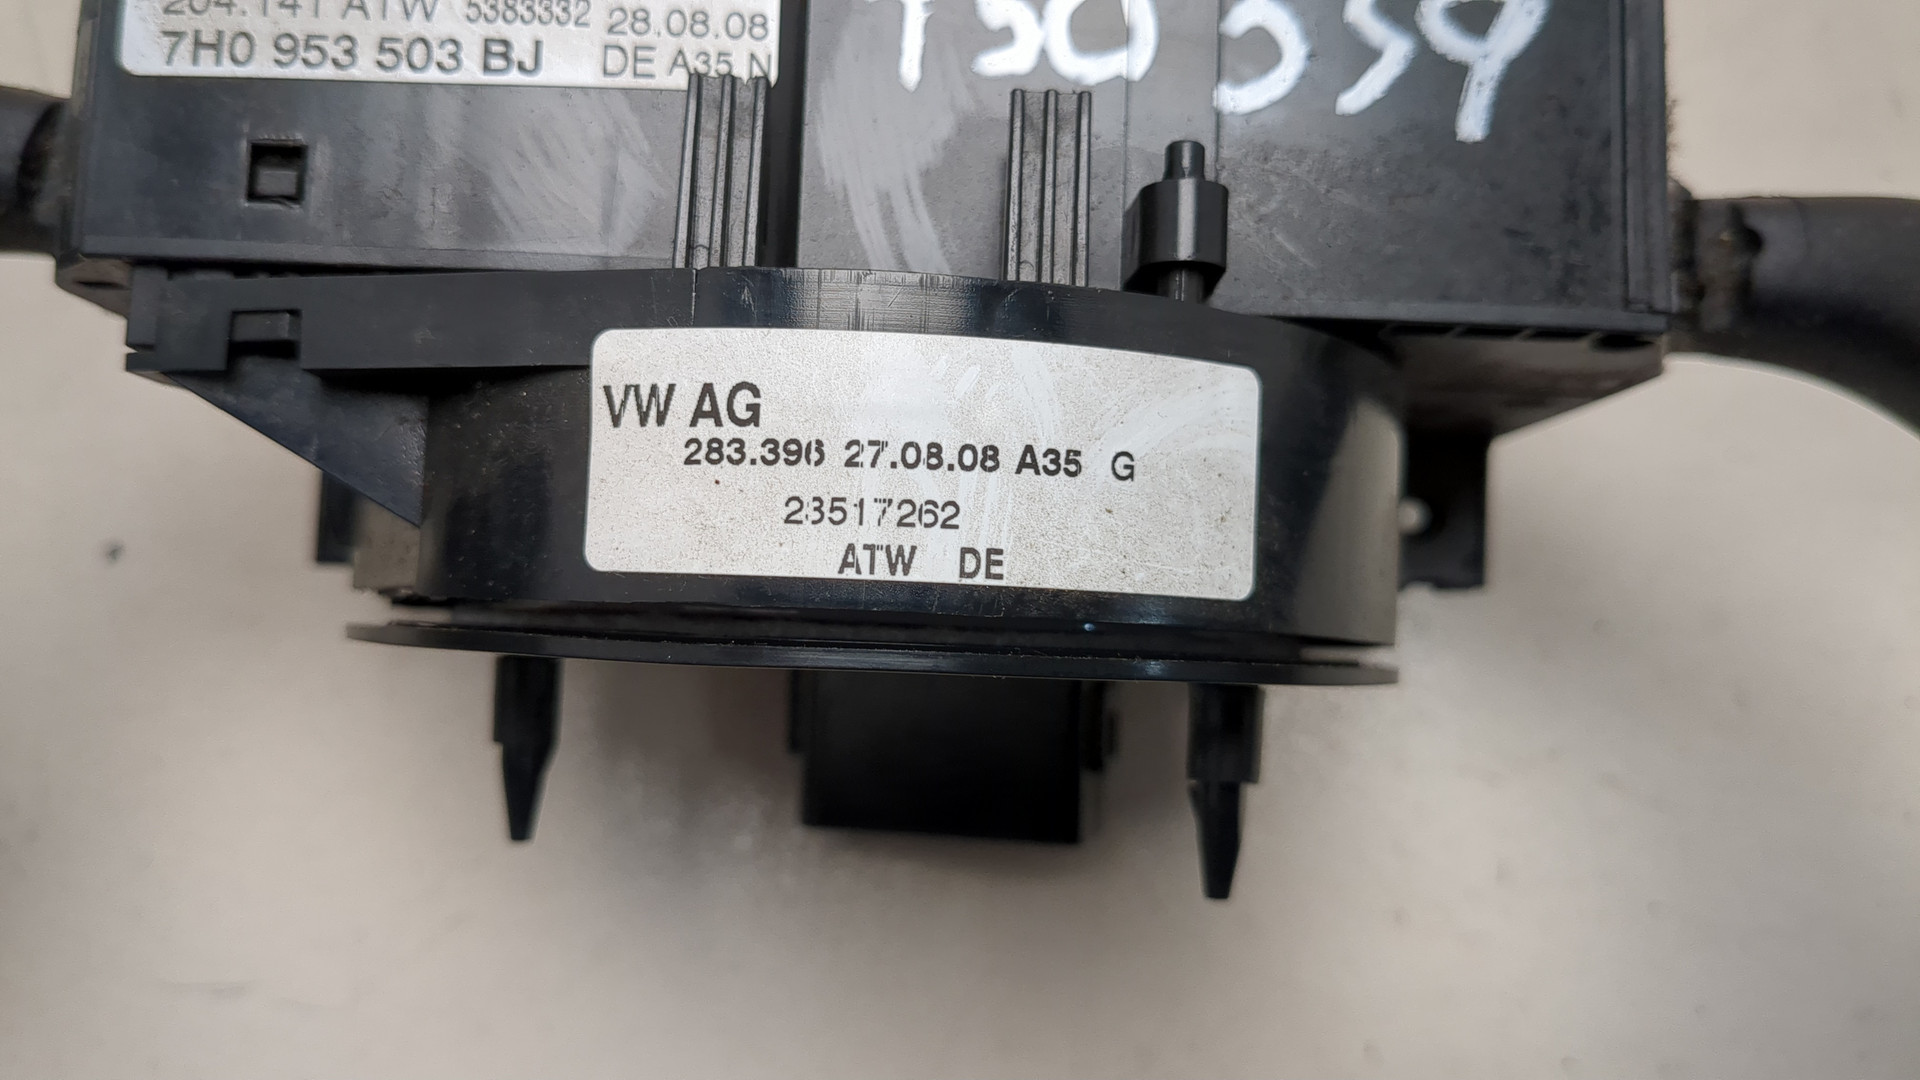 204.141 ATW 5383332 28.08.08
7H0 953 503 BJ DE A35 N
VW AG
283.396 27.08.08 A35 G
23517262
ATW DE